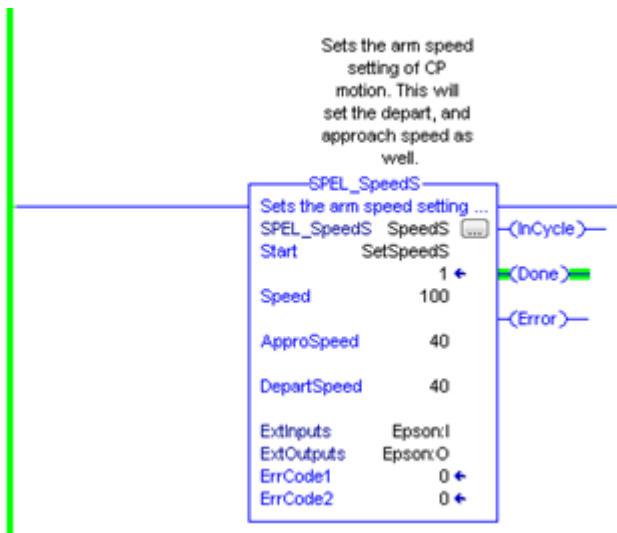 Sets the arm speed
setting of CP
motion. This will
set the depart, and
approach speed as
well.
SPEL_SpeedS
Sets the arm speed setting ...
SPEL_SpeedS SpeedS ...
(InCycle)
Start SetSpeedS
1
(Done)
Speed 100
(Error)
ApproSpeed 40
DepartSpeed 40
ExtInputs Epson:I
ExtOutputs Epson:O
ErrCode1 0
ErrCode2 0